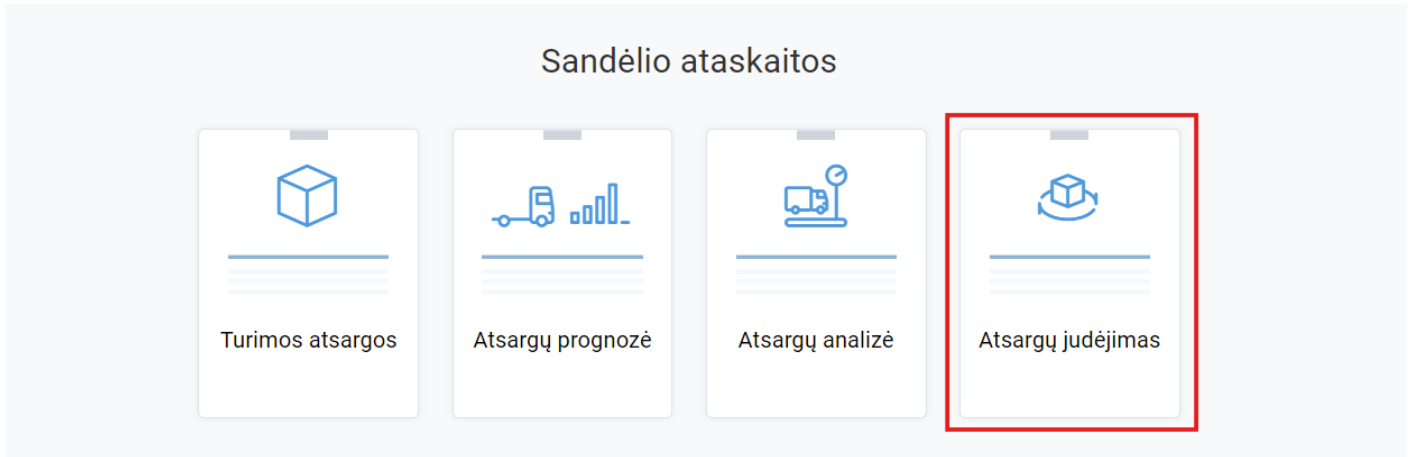 Sandėlio ataskaitos
Turimos atsargos
Atsargų prognozė
Atsargų analizė
Atsargų judėjimas